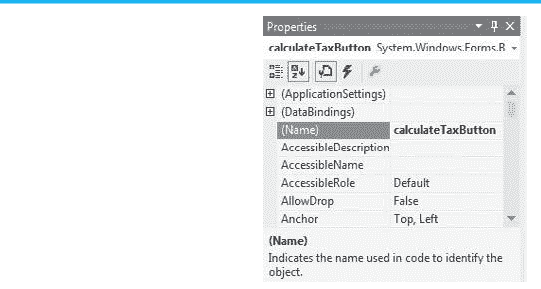 Properties
calculateTaxButton System.Windows.Forms.B
(ApplicationSettings)
(DataBindings)
(Name) calculateTaxButton
AccessibleDescription
AccessibleName
AccessibleRole Default
AllowDrop False
Anchor Top, Left
(Name)
Indicates the name used in code to identify the
object.